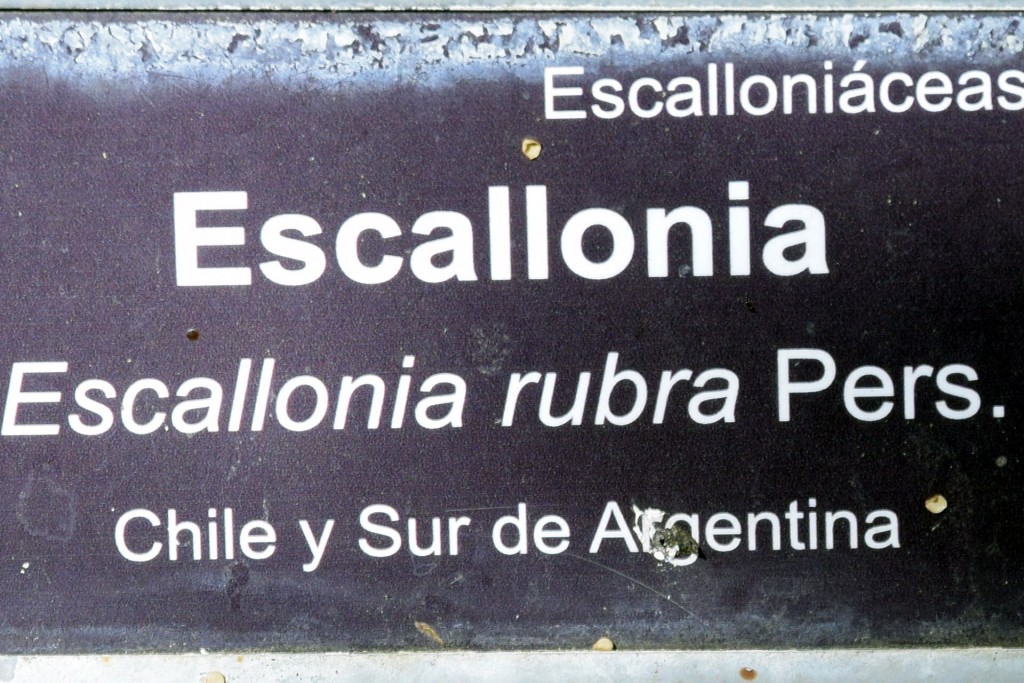 Escalloniáceas
Escallonia
Escallonia rubra Pers.
Chile y Sur de Argentina